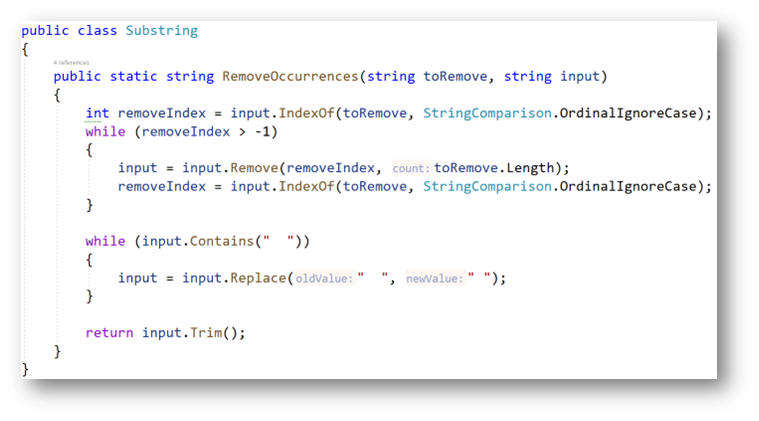 public class Substring
{
4 references
public static string RemoveOccurrences(string toRemove, string input)
{
int removeIndex = input.IndexOf(toRemove, StringComparison.OrdinalIgnoreCase);
while (removeIndex > -1)
{
input = input.Remove(removeIndex, count: toRemove.Length);
removeIndex = input.IndexOf(toRemove, StringComparison.OrdinalIgnoreCase);
}
while (input.Contains("  "))
{
input = input.Replace(oldValue: "  ", newValue: " ");
}
return input.Trim();
}
}